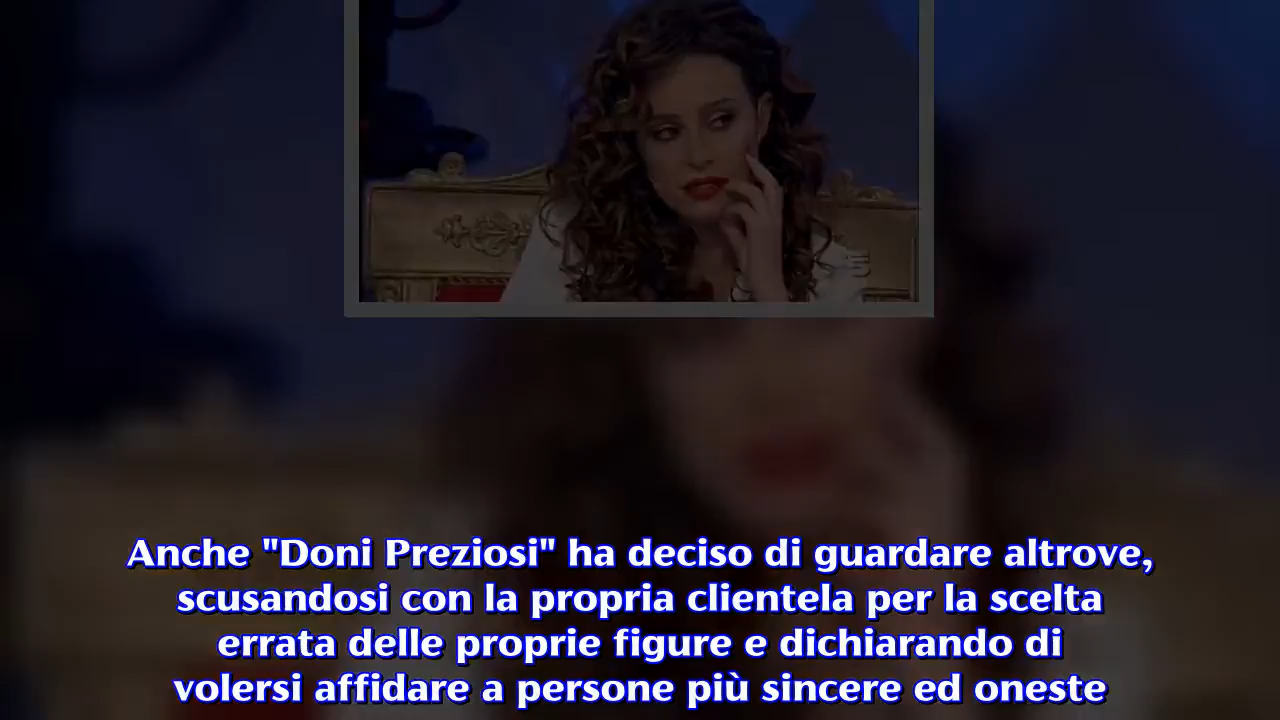 Anche "Doni Preziosi" ha deciso di guardare altrove,
scusandosi con la propria clientela per la scelta
errata delle proprie figure e dichiarando di
volersi affidare a persone più sincere ed oneste